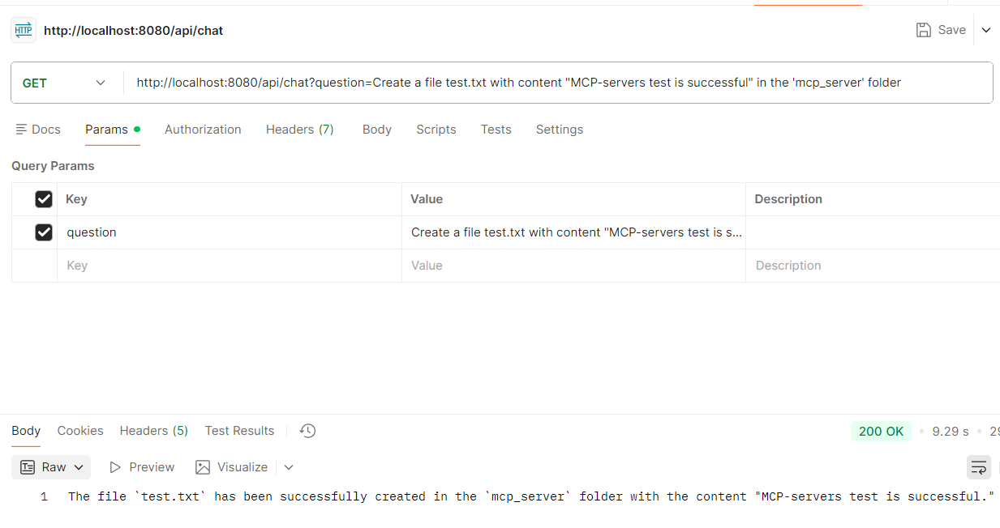 HTTP http://localhost:8080/api/chat Save
GET http://localhost:8080/api/chat?question=Create a file test.txt with content "MCP-servers test is successful" in the 'mcp_server' folder
Docs Params Authorization Headers (7) Body Scripts Tests Settings
Query Params
Key Value Description
question Create a file test.txt with content "MCP-servers test is s...
Key Value Description
Body Cookies Headers (5) Test Results 200 OK 9.29 s
Raw Preview Visualize
1 The file `test.txt` has been successfully created in the `mcp_server` folder with the content "MCP-servers test is successful."